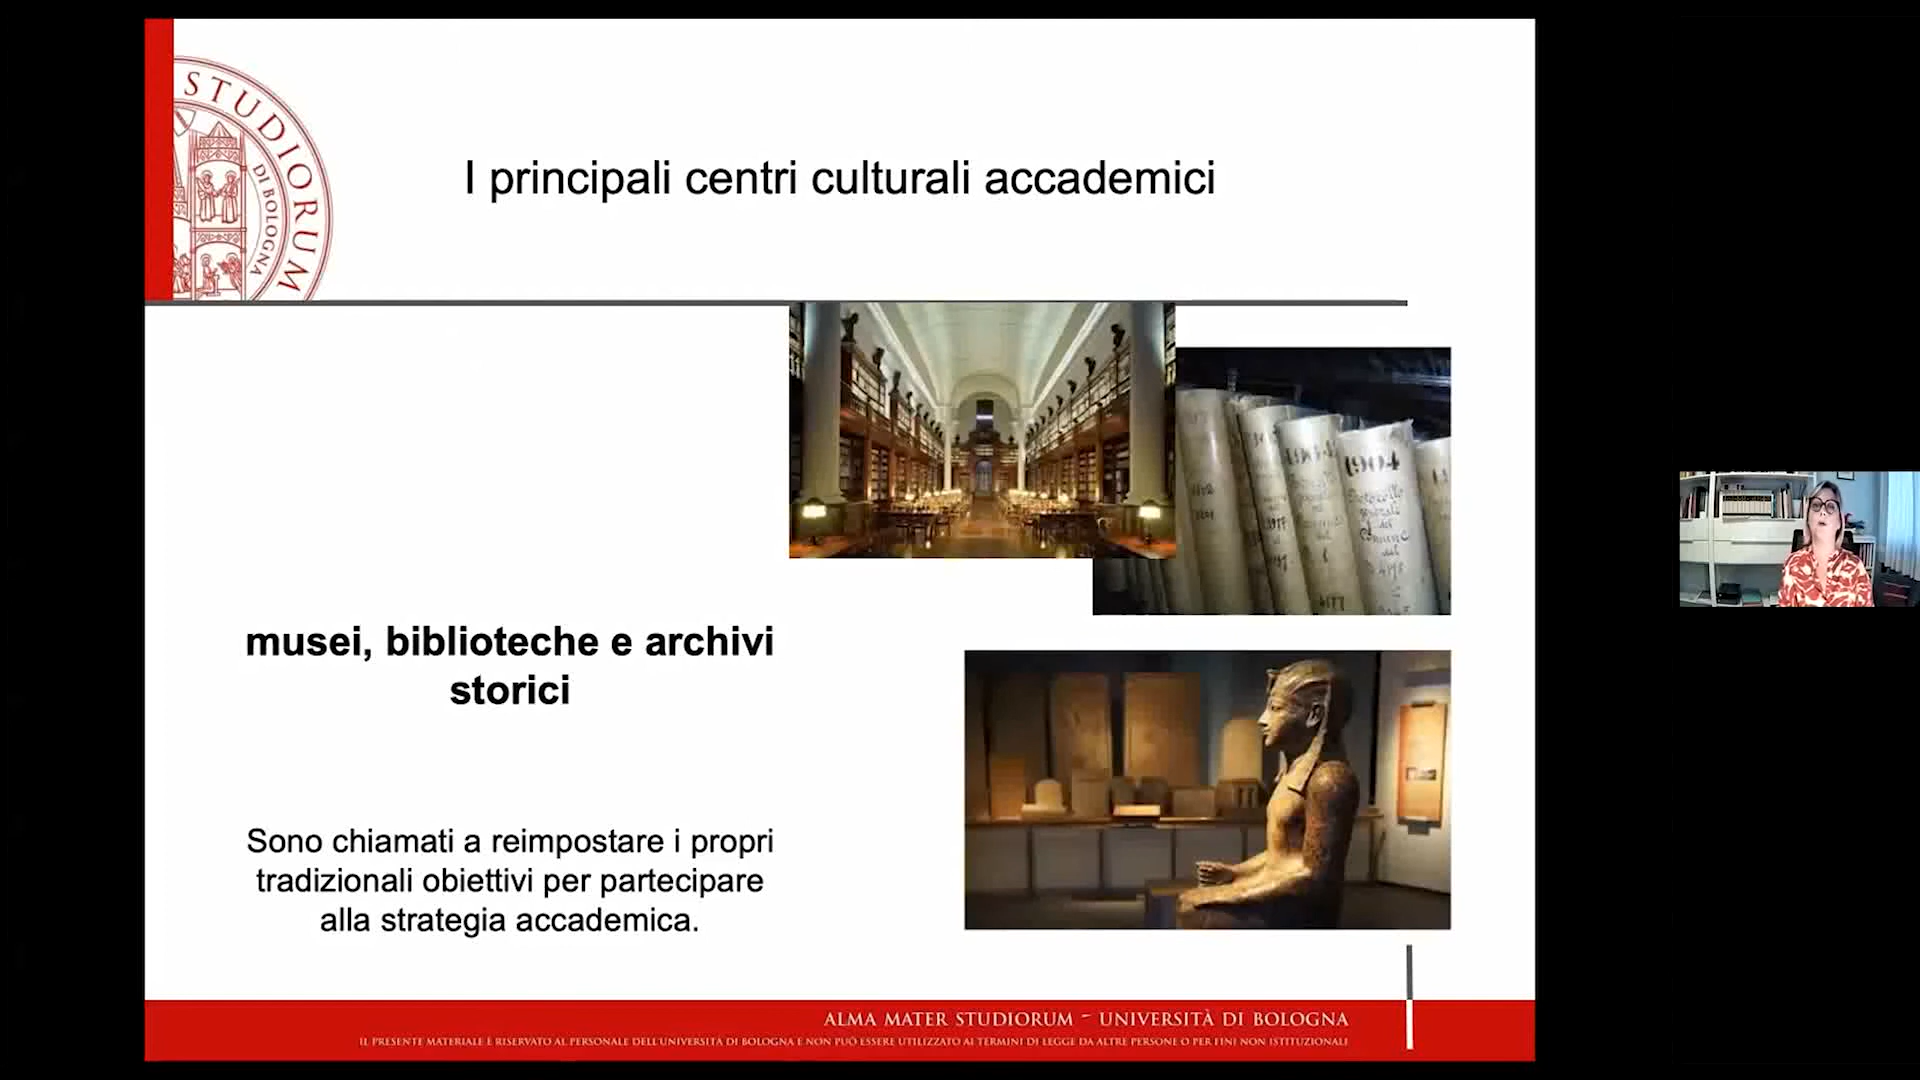 STUDIORUM
DI BOLOGNA
I principali centri culturali accademici
1904
musei, biblioteche e archivi
storici
Sono chiamati a reimpostare i propri
tradizionali obiettivi per partecipare
alla strategia accademica.
ALMA MATER STUDIORUM – UNIVERSITÀ DI BOLOGNA
IL PRESENTE MATERIALE È RISERVATO AL PERSONALE DELL'UNIVERSITÀ DI BOLOGNA E NON PUÒ ESSERE UTILIZZATO AI TERMINI DI LEGGE DA ALTRE PERSONE O PER FINI NON ISTITUZIONALI